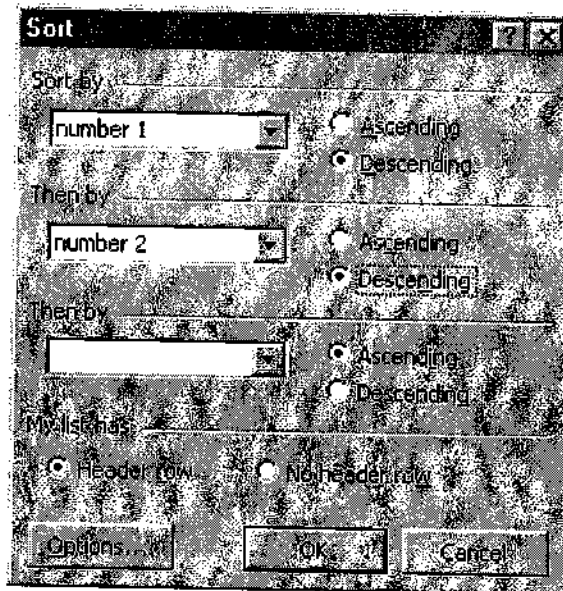 Sort
Sort by
number 1
Ascending
Descending
Then by
number 2
Ascending
Descending
Then by
Ascending
Descending
My list has
Header row
No header row
Options...
OK
Cancel